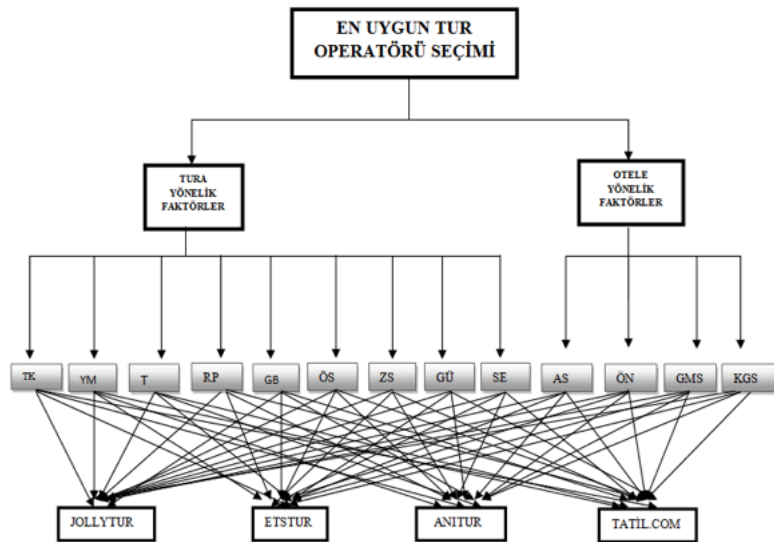 EN UYGUN TUR
OPERATÖRÜ SEÇİMİ
TURA
YÖNELİK
FAKTÖRLER
OTELE
YÖNELİK
FAKTÖRLER
TK
YM
T
RP
GB
ÖS
ZS
GÜ
SE
AS
ÖN
GMS
KGS
JOLLYTUR
ETSTUR
ANITUR
TATİL.COM